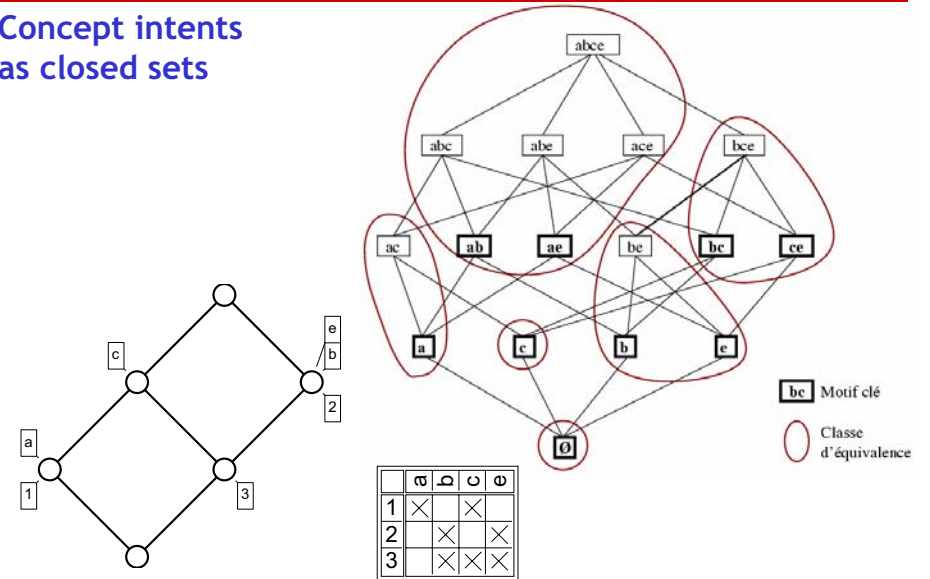 Concept intents
as closed sets
abce
abc abe ace bce
ac ab ae be bc ce
a c b e
Ø
bc Motif clé
Classe
d'équivalence
e
c b
2
a
1 3
a b c e
1
2
3